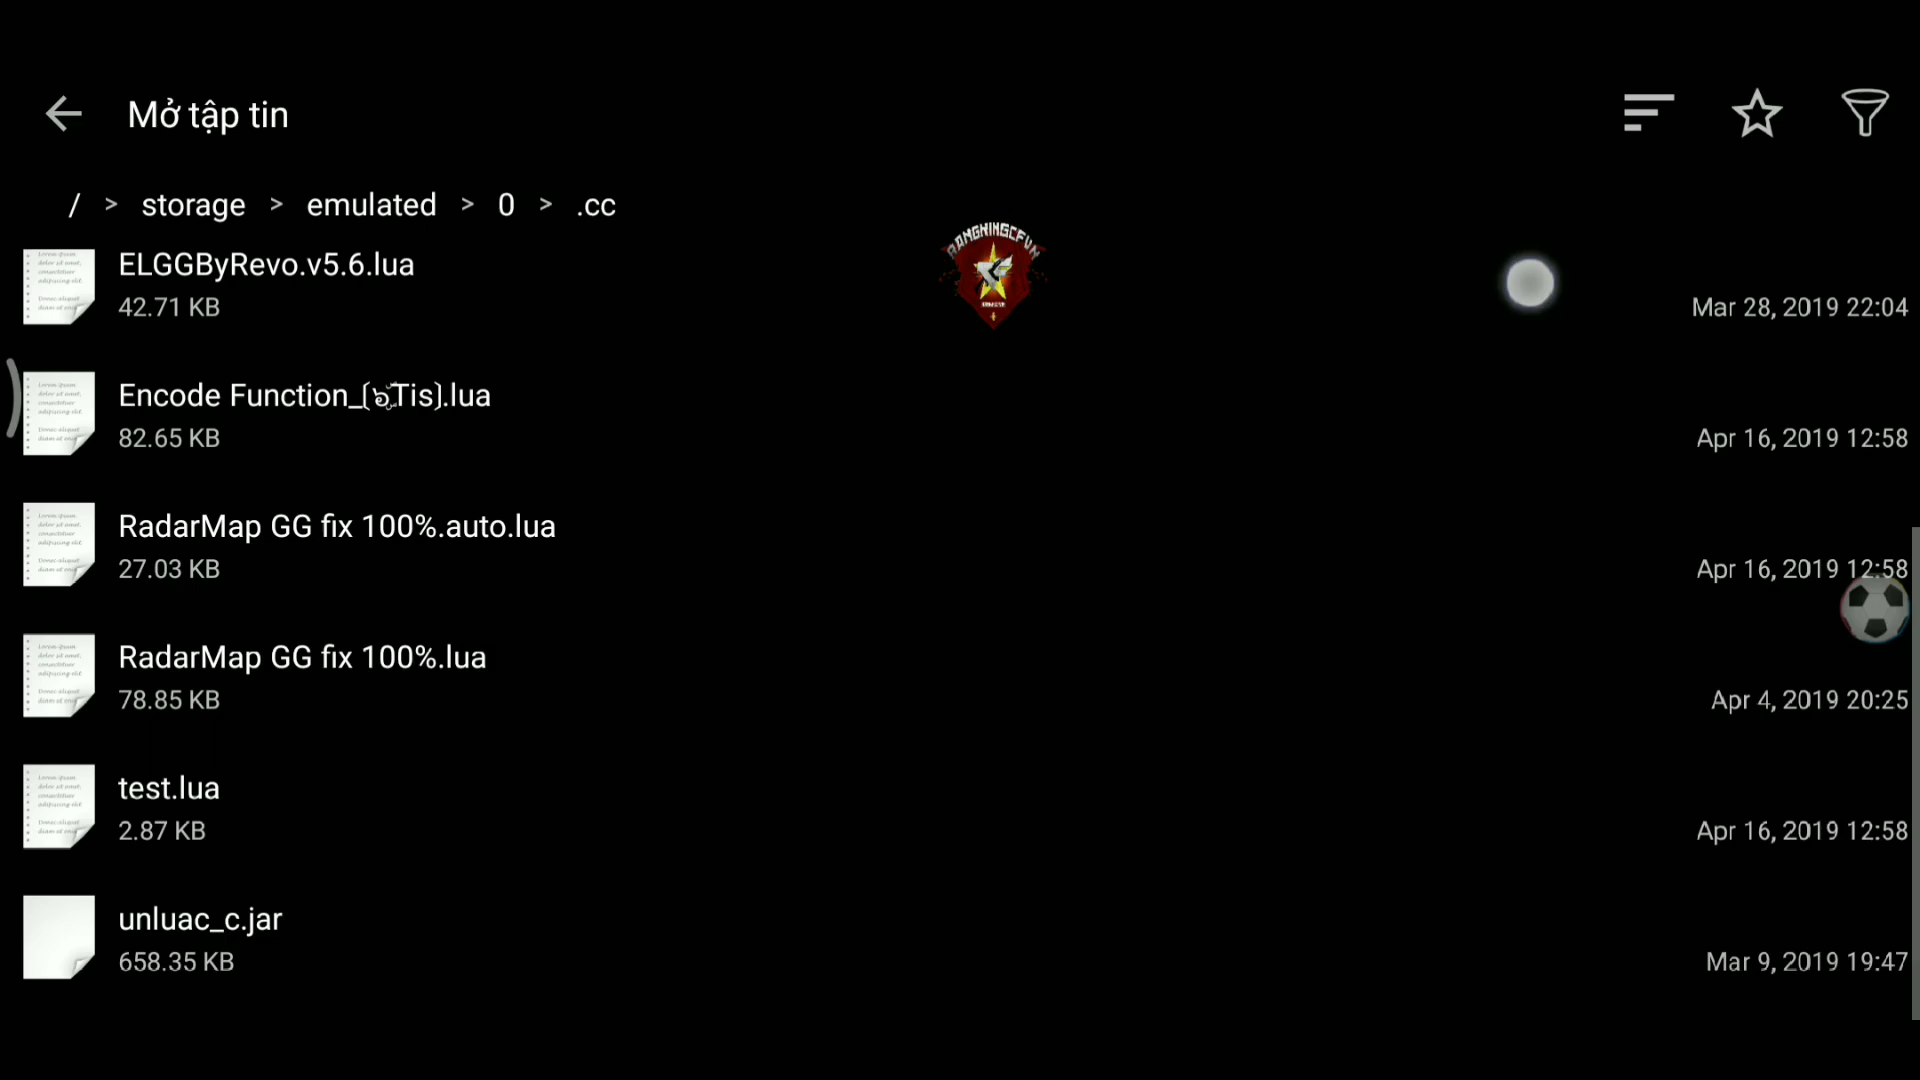 Mở tập tin
/ > storage > emulated > 0 > .cc
ELGGByRevo.v5.6.lua
42.71 KB
Mar 28, 2019 22:04
RANGNINGCFVN
Tis).lua
82.65 KB
Apr 16, 2019 12:58
RadarMap GG fix 100%.auto.lua
27.03 KB
Apr 16, 2019 12:58
RadarMap GG fix 100%.lua
78.85 KB
Apr 4, 2019 20:25
test.lua
2.87 KB
Apr 16, 2019 12:58
unluac_c.jar
658.35 KB
Mar 9, 2019 19:47